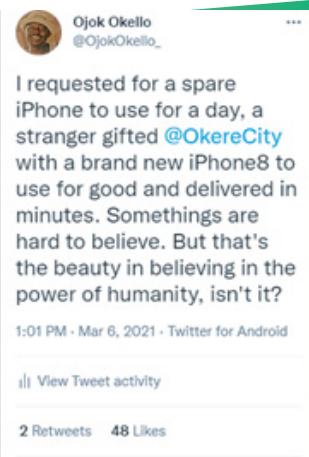 Ojok Okello
@OjokOkello_
I requested for a spare
iPhone to use for a day, a
stranger gifted @OkereCity
with a brand new iPhone8 to
use for good and delivered in
minutes. Somethings are
hard to believe. But that's
the beauty in believing in the
power of humanity, isn't it?
1:01 PM · Mar 6, 2021 · Twitter for Android
View Tweet activity
2 Retweets 48 Likes